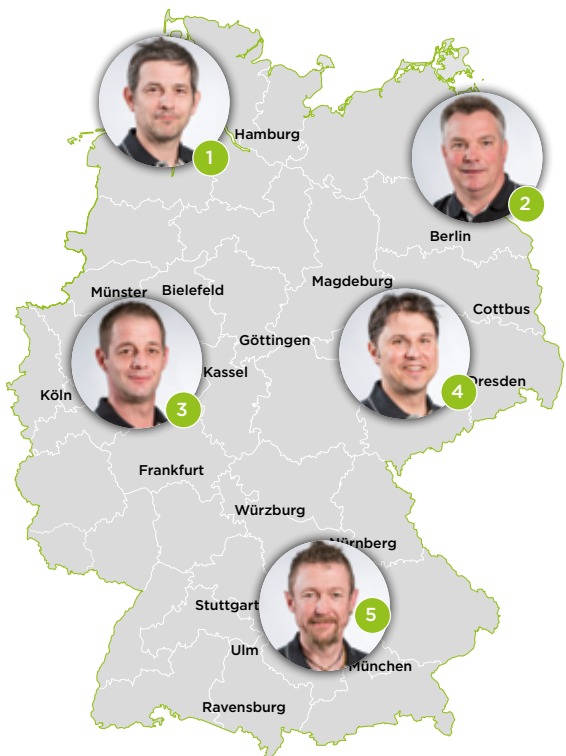 Hamburg
1
2
Berlin
Magdeburg
Münster
Bielefeld
Cottbus
Göttingen
Kassel
Dresden
Köln
4
3
Frankfurt
Würzburg
Nürnberg
Stuttgart
5
Ulm
München
Ravensburg